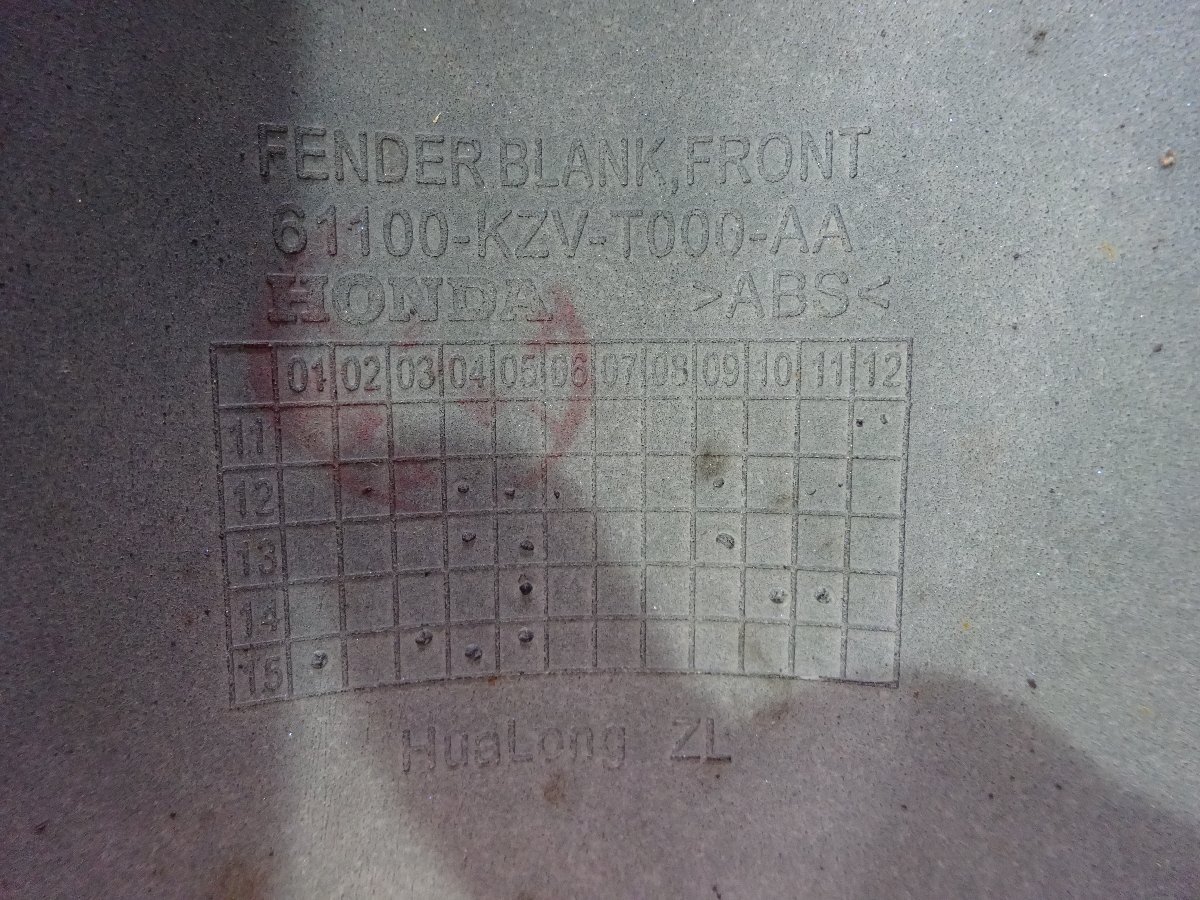 FENDER.BLANK,FRONT
61100-KZV-T000-AA
HONDA >ABS<
01 02 03 04 05 06 07 08 09 10 11 12
11
12
13
14
15
HuaLong ZL